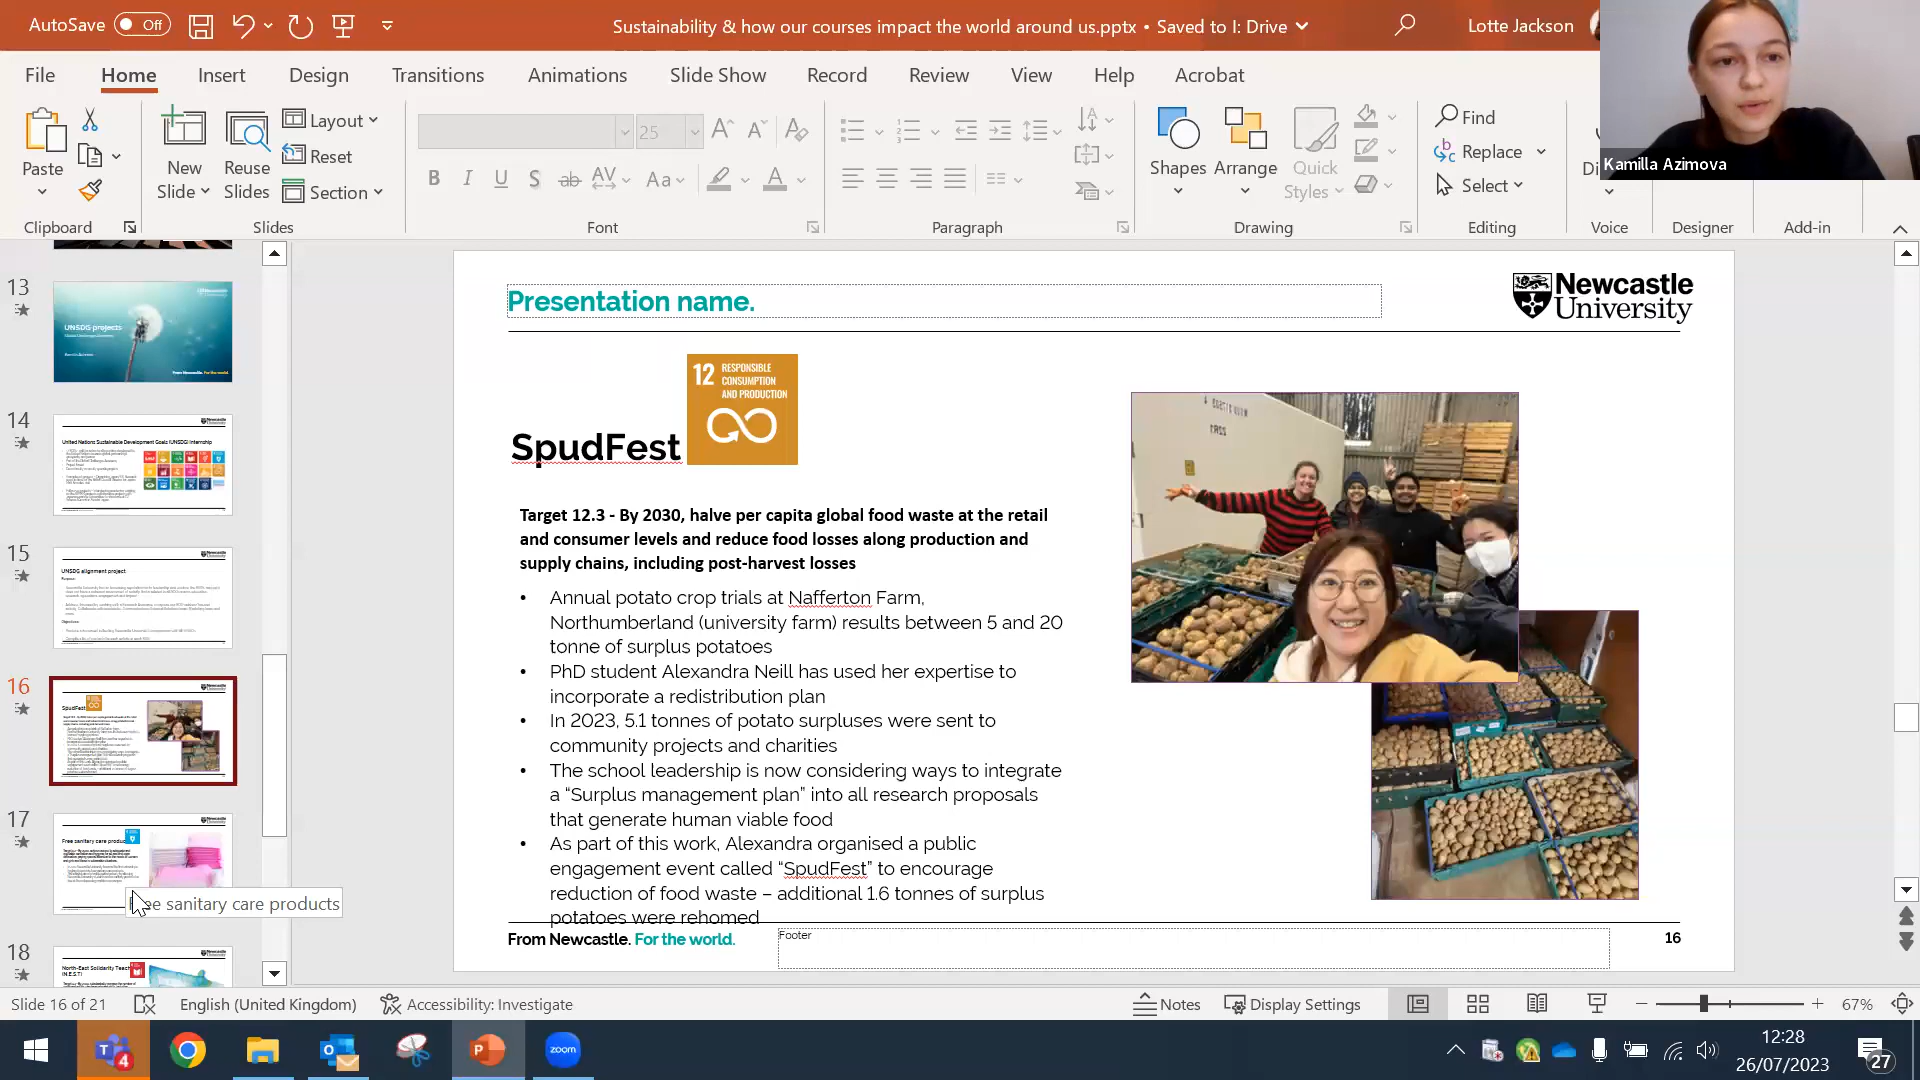 AutoSave Off
Sustainability & how our courses impact the world around us.pptx • Saved to I: Drive
Lotte Jackson
File Home Insert Design Transitions Animations Slide Show Record Review View Help Acrobat
Paste
New Slide
Reuse Slides
Layout
Reset
Section
25
Shapes
Arrange
Quick Styles
Find
Replace
Select
Kamilla Azimova
Clipboard Slides Font Paragraph Drawing Editing Voice Designer Add-in
13
UNSDG projects
14
United Nations Sustainable Development Goals (UNSDG) Internship
15
UNSDG alignment project
16
SpudFest
17
Free sanitary care products
Free sanitary care products
18
Presentation name.
Newcastle University
12 RESPONSIBLE
CONSUMPTION
AND PRODUCTION
SpudFest
Target 12.3 - By 2030, halve per capita global food waste at the retail
and consumer levels and reduce food losses along production and
supply chains, including post-harvest losses
• Annual potato crop trials at Nafferton Farm,
Northumberland (university farm) results between 5 and 20
tonne of surplus potatoes
• PhD student Alexandra Neill has used her expertise to
incorporate a redistribution plan
• In 2023, 5.1 tonnes of potato surpluses were sent to
community projects and charities
• The school leadership is now considering ways to integrate
a “Surplus management plan” into all research proposals
that generate human viable food
• As part of this work, Alexandra organised a public
engagement event called “SpudFest” to encourage
reduction of food waste – additional 1.6 tonnes of surplus
potatoes were rehomed
From Newcastle. For the world.
Footer
16
Slide 16 of 21
English (United Kingdom)
Accessibility: Investigate
Notes
Display Settings
67%
4
zoom
12:28
26/07/2023
27